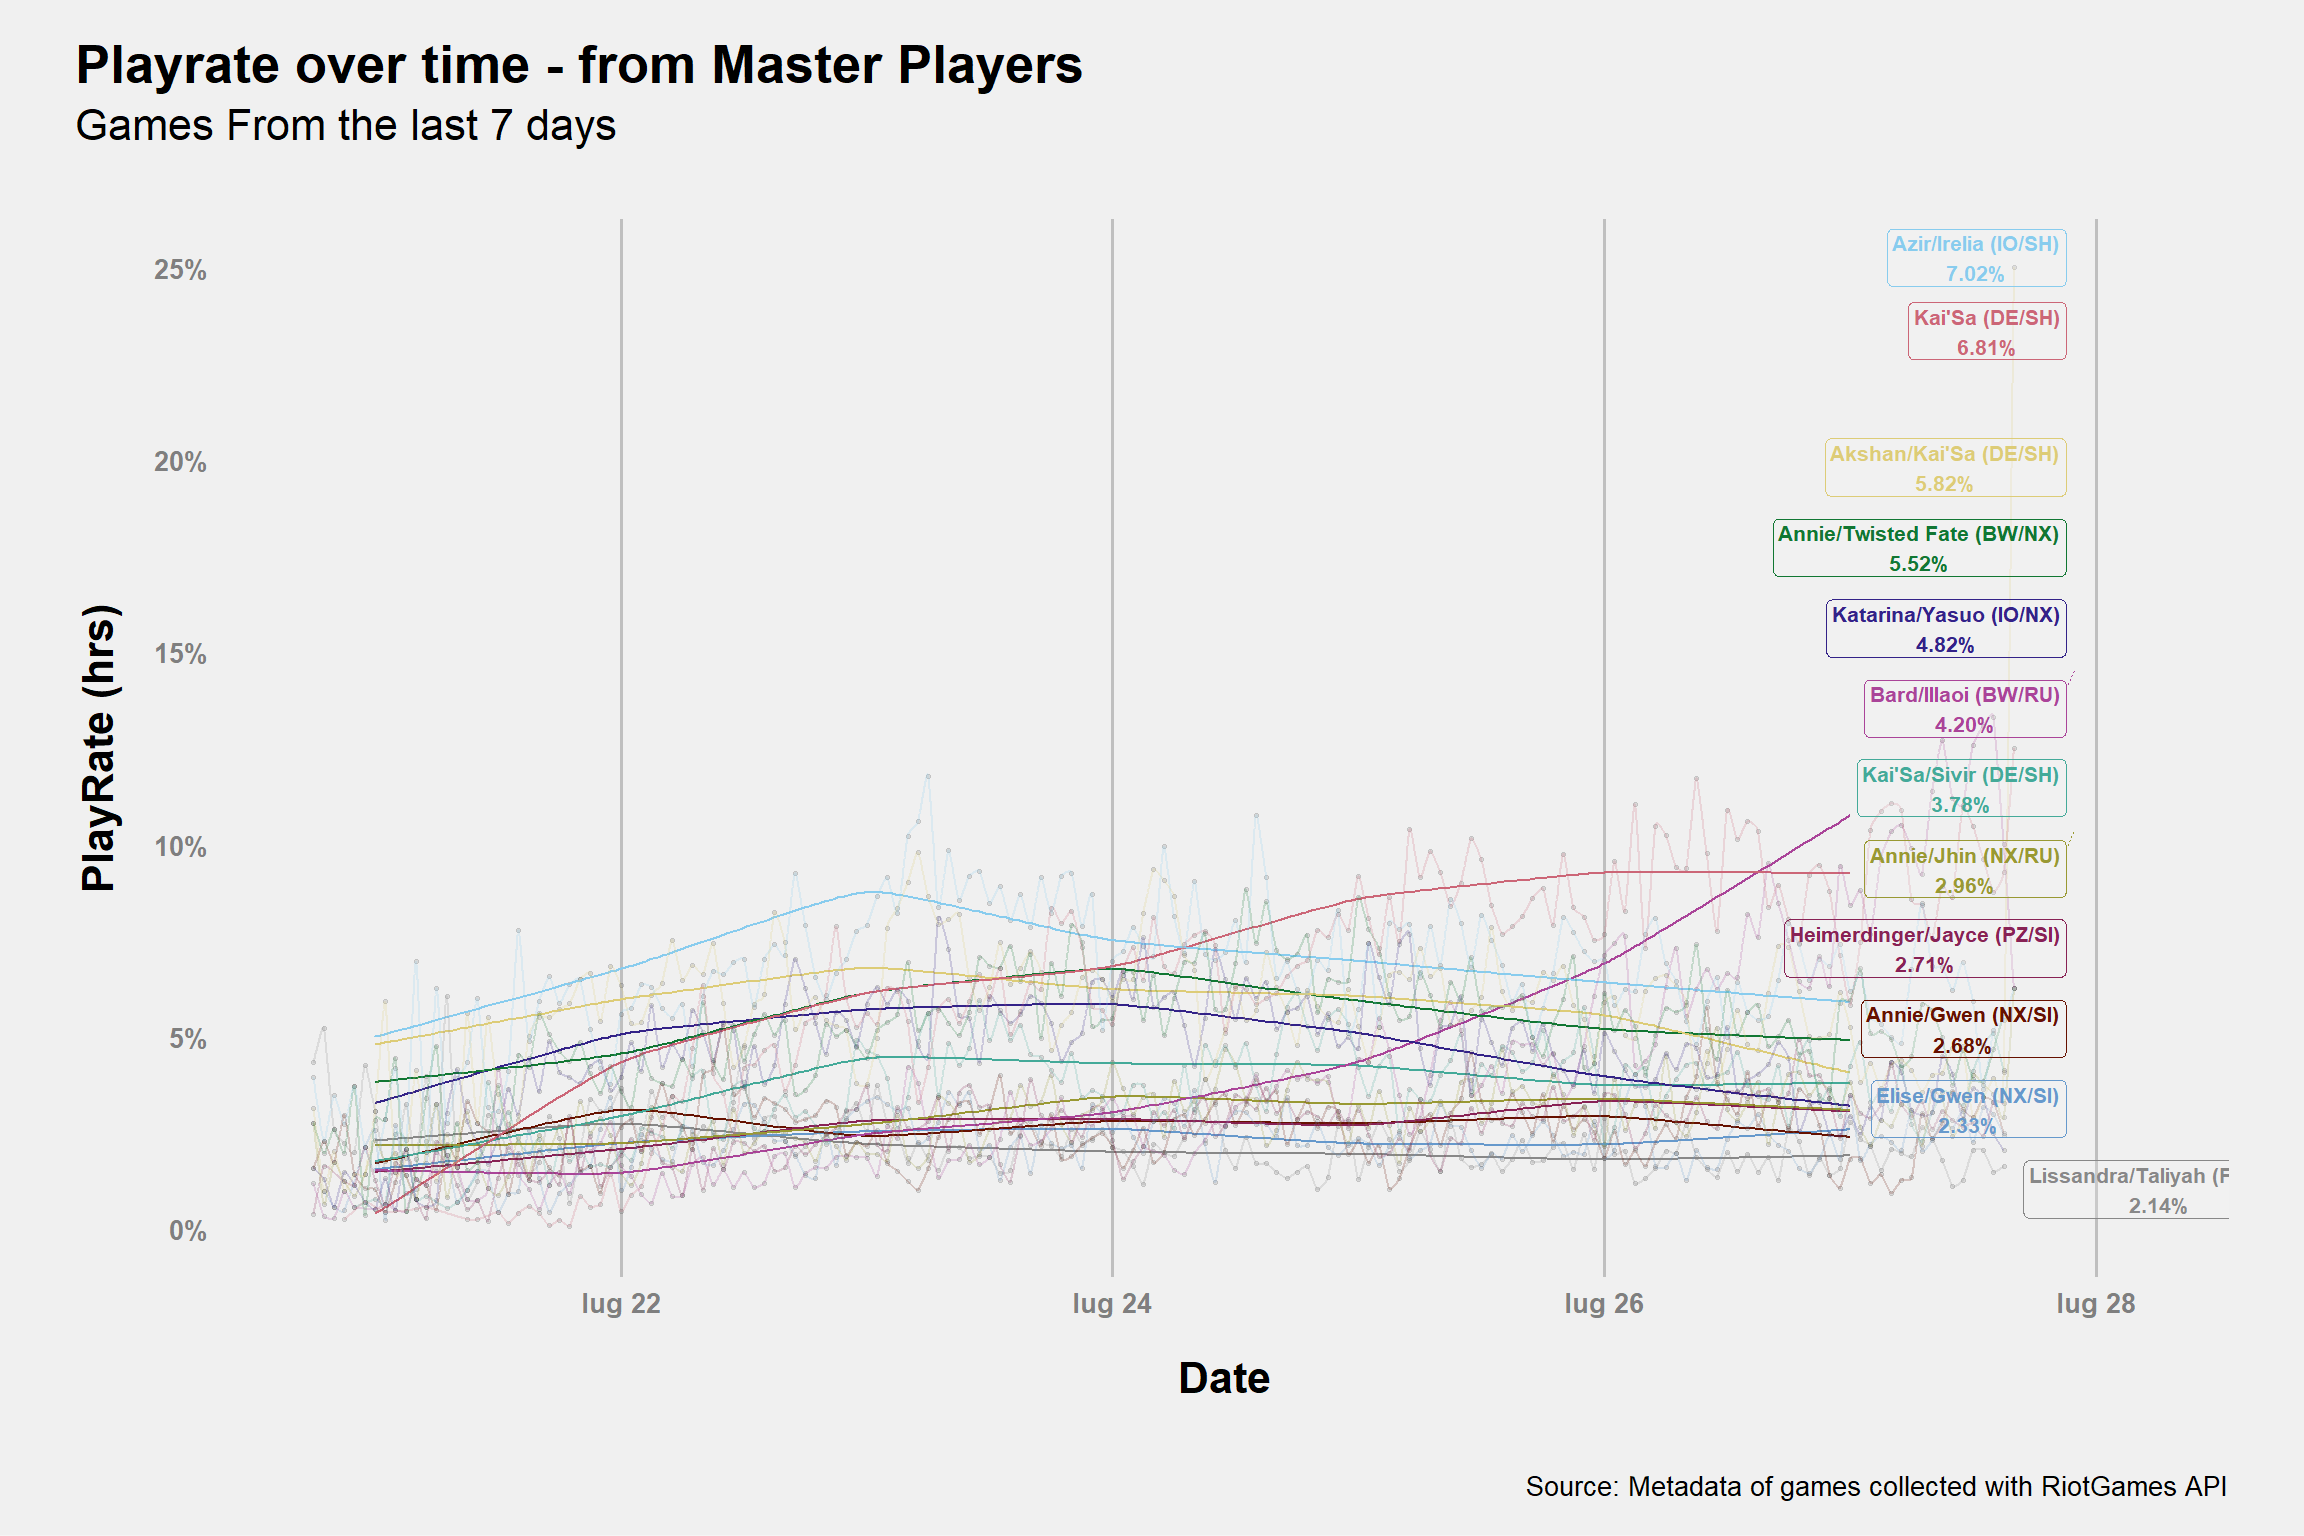 Playrate over time - from Master Players
Games From the last 7 days
PlayRate (hrs)
25%
20%
15%
10%
5%
0%
Azir/Irelia (IO/SH)
7.02%
Kai'Sa (DE/SH)
6.81%
Akshan/Kai'Sa (DE/SH)
5.82%
Annie/Twisted Fate (BW/NX)
5.52%
Katarina/Yasuo (IO/NX)
4.82%
Bard/Illaoi (BW/RU)
4.20%
Kai'Sa/Sivir (DE/SH)
3.78%
Annie/Jhin (NX/RU)
2.96%
Heimerdinger/Jayce (PZ/SI)
2.71%
Annie/Gwen (NX/SI)
2.68%
Elise/Gwen (NX/SI)
2.33%
Lissandra/Taliyah (F
2.14%
lug 22
lug 24
lug 26
lug 28
Date
Source: Metadata of games collected with RiotGames API